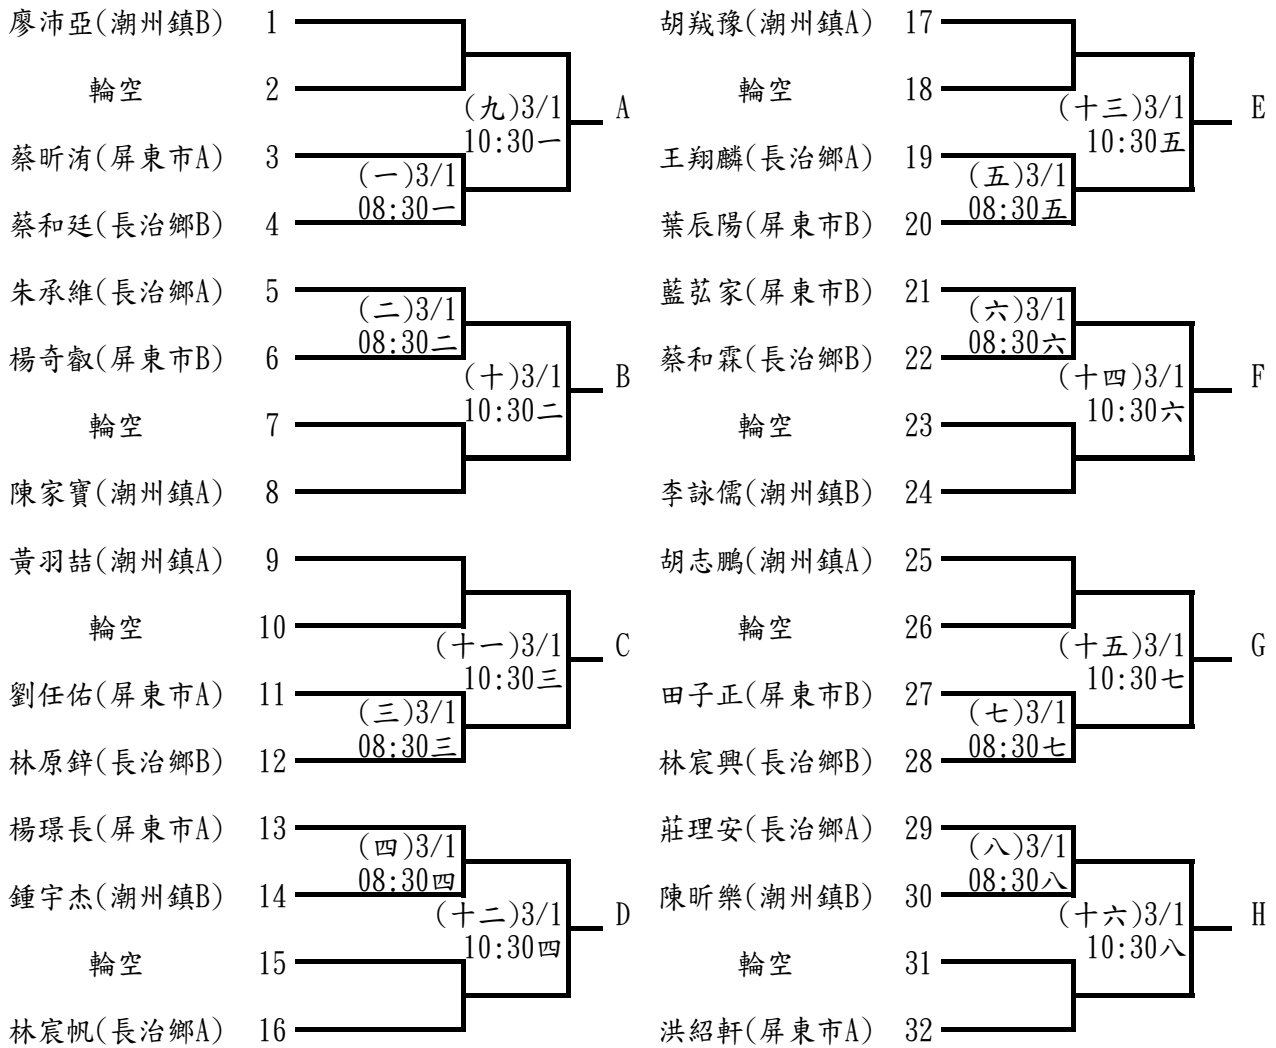 廖沛亞(潮州鎮B) 1
輪空 2
(九)3/1 A
10:30一
蔡昕洧(屏東市A) 3
(一)3/1
08:30一
蔡和廷(長治鄉B) 4
朱承維(長治鄉A) 5
(二)3/1
08:30二
楊奇叡(屏東市B) 6
(十)3/1 B
10:30二
輪空 7
陳家寶(潮州鎮A) 8
黃羽喆(潮州鎮A) 9
輪空 10
(十一)3/1 C
10:30三
劉任佑(屏東市A) 11
(三)3/1
08:30三
林原鋅(長治鄉B) 12
楊璟長(屏東市A) 13
(四)3/1
08:30四
鍾宇杰(潮州鎮B) 14
(十二)3/1 D
10:30四
輪空 15
林宸帆(長治鄉A) 16
胡羢豫(潮州鎮A) 17
輪空 18
(十三)3/1 E
10:30五
王翔麟(長治鄉A) 19
(五)3/1
08:30五
葉辰陽(屏東市B) 20
藍苰家(屏東市B) 21
(六)3/1
08:30六
蔡和霖(長治鄉B) 22
(十四)3/1 F
10:30六
輪空 23
李詠儒(潮州鎮B) 24
胡志鵬(潮州鎮A) 25
輪空 26
(十五)3/1 G
10:30七
田子正(屏東市B) 27
(七)3/1
08:30七
林宸興(長治鄉B) 28
莊理安(長治鄉A) 29
(八)3/1
08:30八
陳昕樂(潮州鎮B) 30
(十六)3/1 H
10:30八
輪空 31
洪紹軒(屏東市A) 32